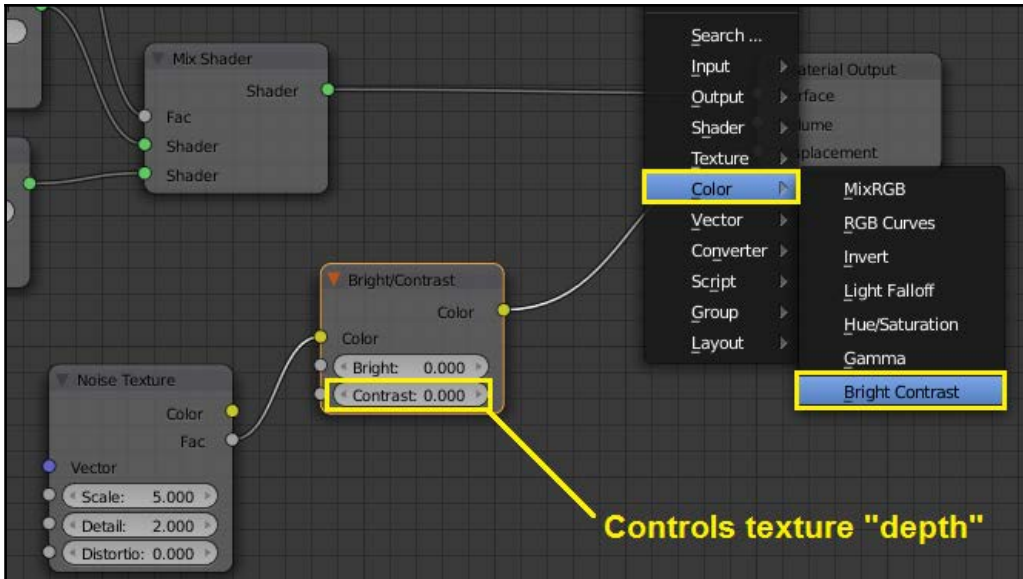 Mix Shader
Shader
Fac
Shader
Shader
Search ...
Input
Output
Shader
Texture
Color
Vector
Converter
Script
Group
Layout
aterial Output
rface
lume
splacement
MixRGB
RGB Curves
Invert
Light Falloff
Hue/Saturation
Gamma
Bright Contrast
Bright/Contrast
Color
Color
Bright: 0.000
Contrast: 0.000
Noise Texture
Color
Fac
Vector
Scale: 5.000
Detail: 2.000
Distortio: 0.000
Controls texture "depth"